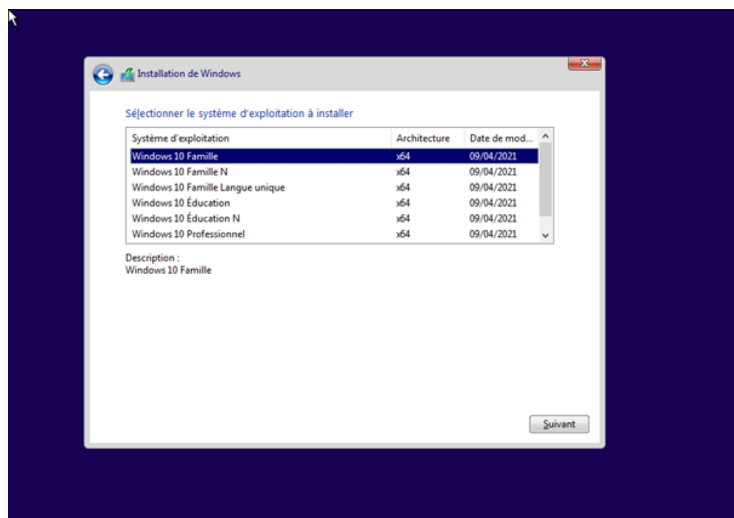 Installation de Windows
Sélectionner le système d'exploitation à installer
Système d'exploitation Architecture Date de mod...
Windows 10 Famille x64 09/04/2021
Windows 10 Famille N x64 09/04/2021
Windows 10 Famille Langue unique x64 09/04/2021
Windows 10 Éducation x64 09/04/2021
Windows 10 Éducation N x64 09/04/2021
Windows 10 Professionnel x64 09/04/2021
Description :
Windows 10 Famille
Suivant